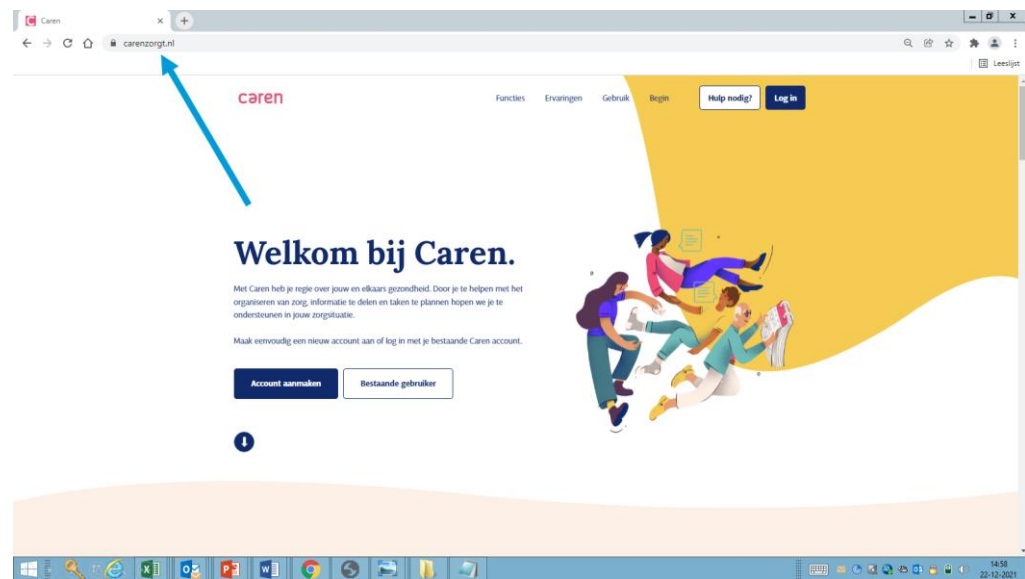 Caren
carenzorgt.nl
Leeslijst
caren
Functies Ervaringen Gebruik Begin Hulp nodig? Log in
Welkom bij Caren.
Met Caren heb je regie over jouw en elkaars gezondheid. Door je te helpen met het
organiseren van zorg, informatie te delen en taken te plannen hopen we je te
ondersteunen in jouw zorgsituatie.
Maak eenvoudig een nieuw account aan of log in met je bestaande Caren account.
Account aanmaken Bestaande gebruiker
14:58
22-12-2021